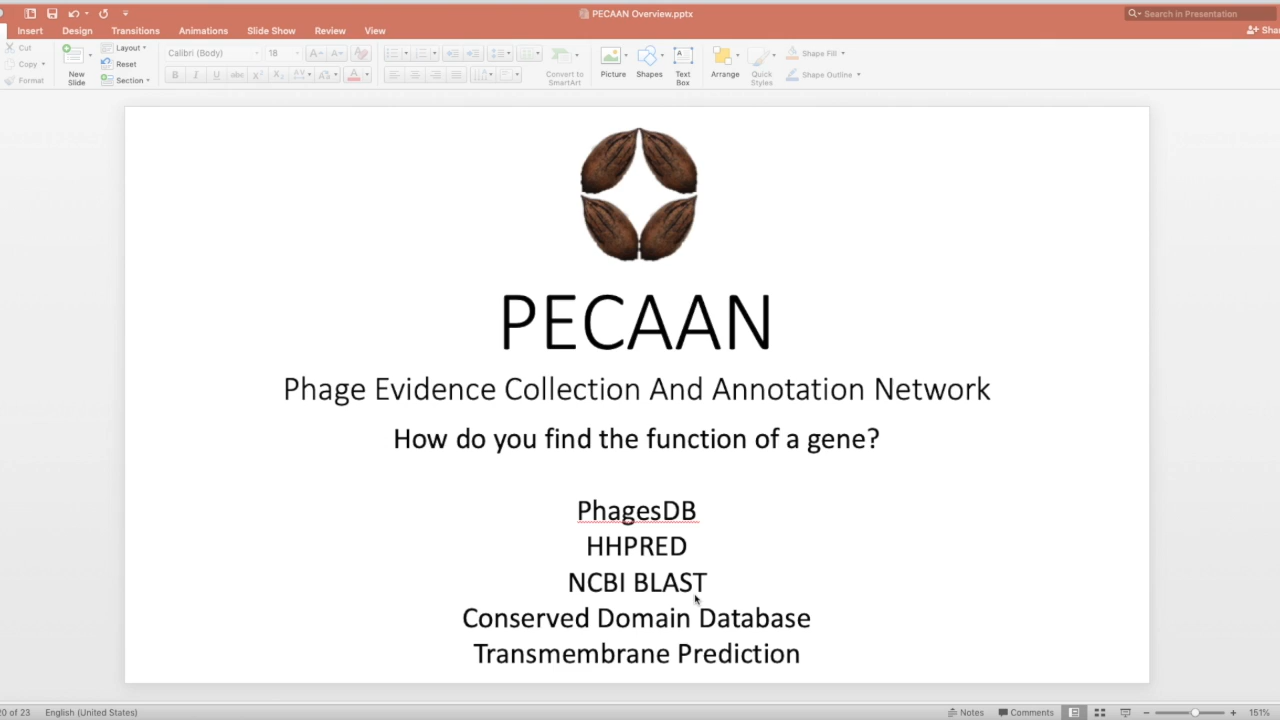 PECAAN Overview.pptx
Search in Presentation
Insert Design Transitions Animations Slide Show Review View
Cut
Copy
Format
New Slide
Layout
Reset
Section
Calibri (Body) 18
Convert to SmartArt
Picture
Shapes
Text Box
Arrange
Quick Styles
Shape Fill
Shape Outline
PECAAN
Phage Evidence Collection And Annotation Network
How do you find the function of a gene?
PhagesDB
HHPRED
NCBI BLAST
Conserved Domain Database
Transmembrane Prediction
of 23 English (United States) Notes Comments 151%